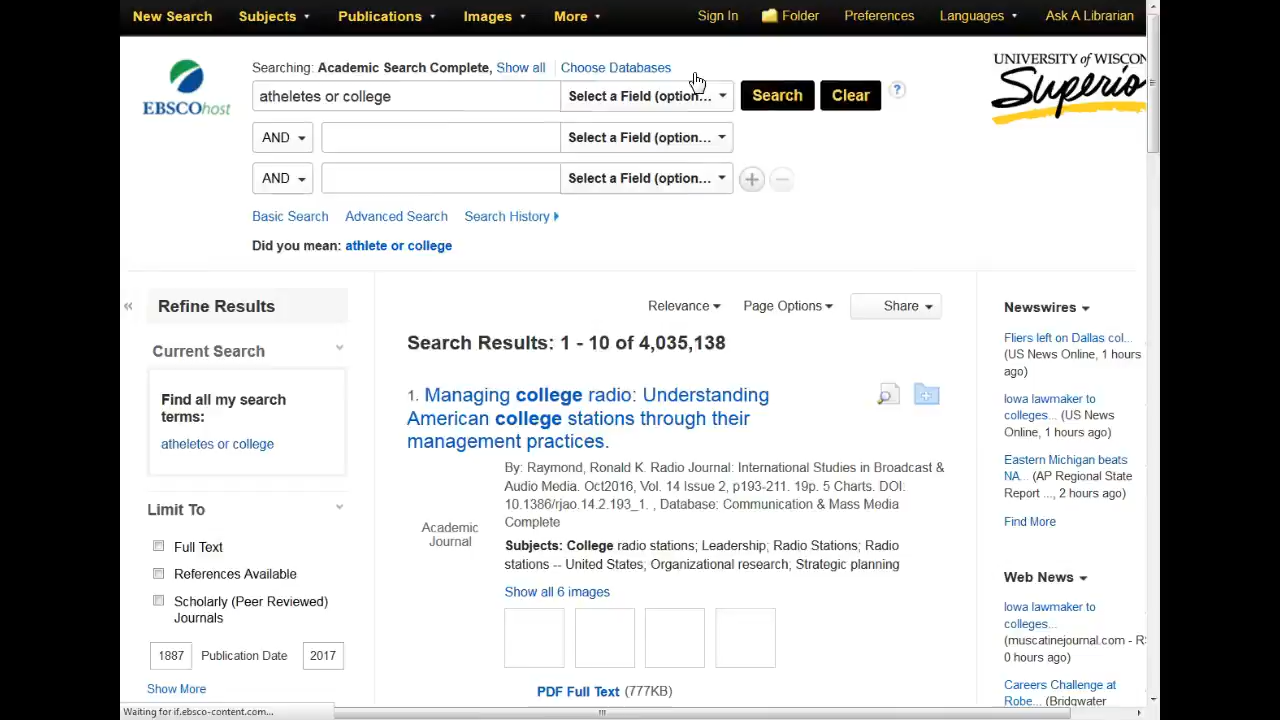 New Search Subjects Publications Images More Sign In Folder Preferences Languages Ask A Librarian
Searching: Academic Search Complete, Show all Choose Databases
atheletes or college Select a Field (option... Search Clear ?
AND Select a Field (option...
AND Select a Field (option...
Basic Search Advanced Search Search History
Did you mean: athlete or college
EBSCOhost
UNIVERSITY OF WISCON
Superio
Refine Results
Current Search
Find all my search
terms:
atheletes or college
Limit To
Full Text
References Available
Scholarly (Peer Reviewed)
Journals
1887 Publication Date 2017
Show More
Relevance Page Options Share
Search Results: 1 - 10 of 4,035,138
1. Managing college radio: Understanding
American college stations through their
management practices.
By: Raymond, Ronald K. Radio Journal: International Studies in Broadcast &
Audio Media. Oct2016, Vol. 14 Issue 2, p193-211. 19p. 5 Charts. DOI:
10.1386/rjao.14.2.193_1. , Database: Communication & Mass Media
Complete
Academic
Journal
Subjects: College radio stations; Leadership; Radio Stations; Radio
stations -- United States; Organizational research; Strategic planning
Show all 6 images
PDF Full Text (777KB)
Newswires
Fliers left on Dallas col...
(US News Online, 1 hours
ago)
Iowa lawmaker to
colleges... (US News
Online, 1 hours ago)
Eastern Michigan beats
NA... (AP Regional State
Report ..., 2 hours ago)
Find More
Web News
Iowa lawmaker to
colleges...
(muscatinejournal.com - RS
0 hours ago)
Careers Challenge at
Robe... (Bridgwater
Waiting for if.ebsco-content.com...